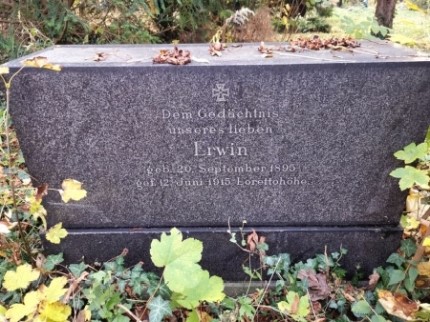 Dem Gedächtnis
unseres lieben
Erwin
geb. 20. September 1895
gef. 12. Juni 1915 Lorettohöhe